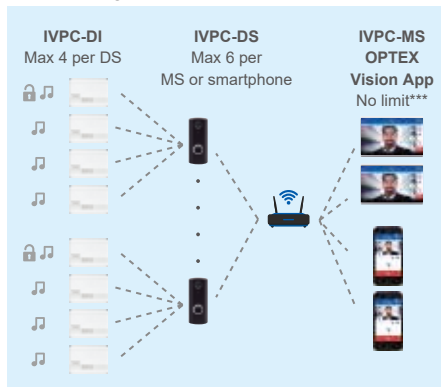 IVPC-DI
Max 4 per DS
IVPC-DS
Max 6 per
MS or smartphone
IVPC-MS
OPTEX
Vision App
No limit***